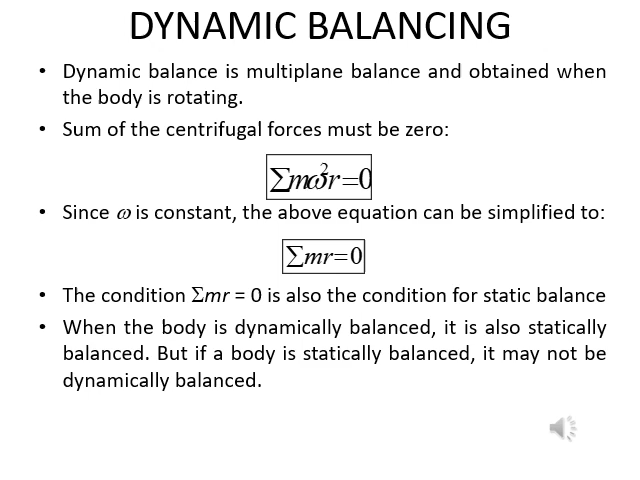 DYNAMIC BALANCING
• Dynamic balance is multiplane balance and obtained when
the body is rotating.
• Sum of the centrifugal forces must be zero:
∑mω²r=0
• Since ω is constant, the above equation can be simplified to:
∑mr=0
• The condition Σmr = 0 is also the condition for static balance
• When the body is dynamically balanced, it is also statically
balanced. But if a body is statically balanced, it may not be
dynamically balanced.